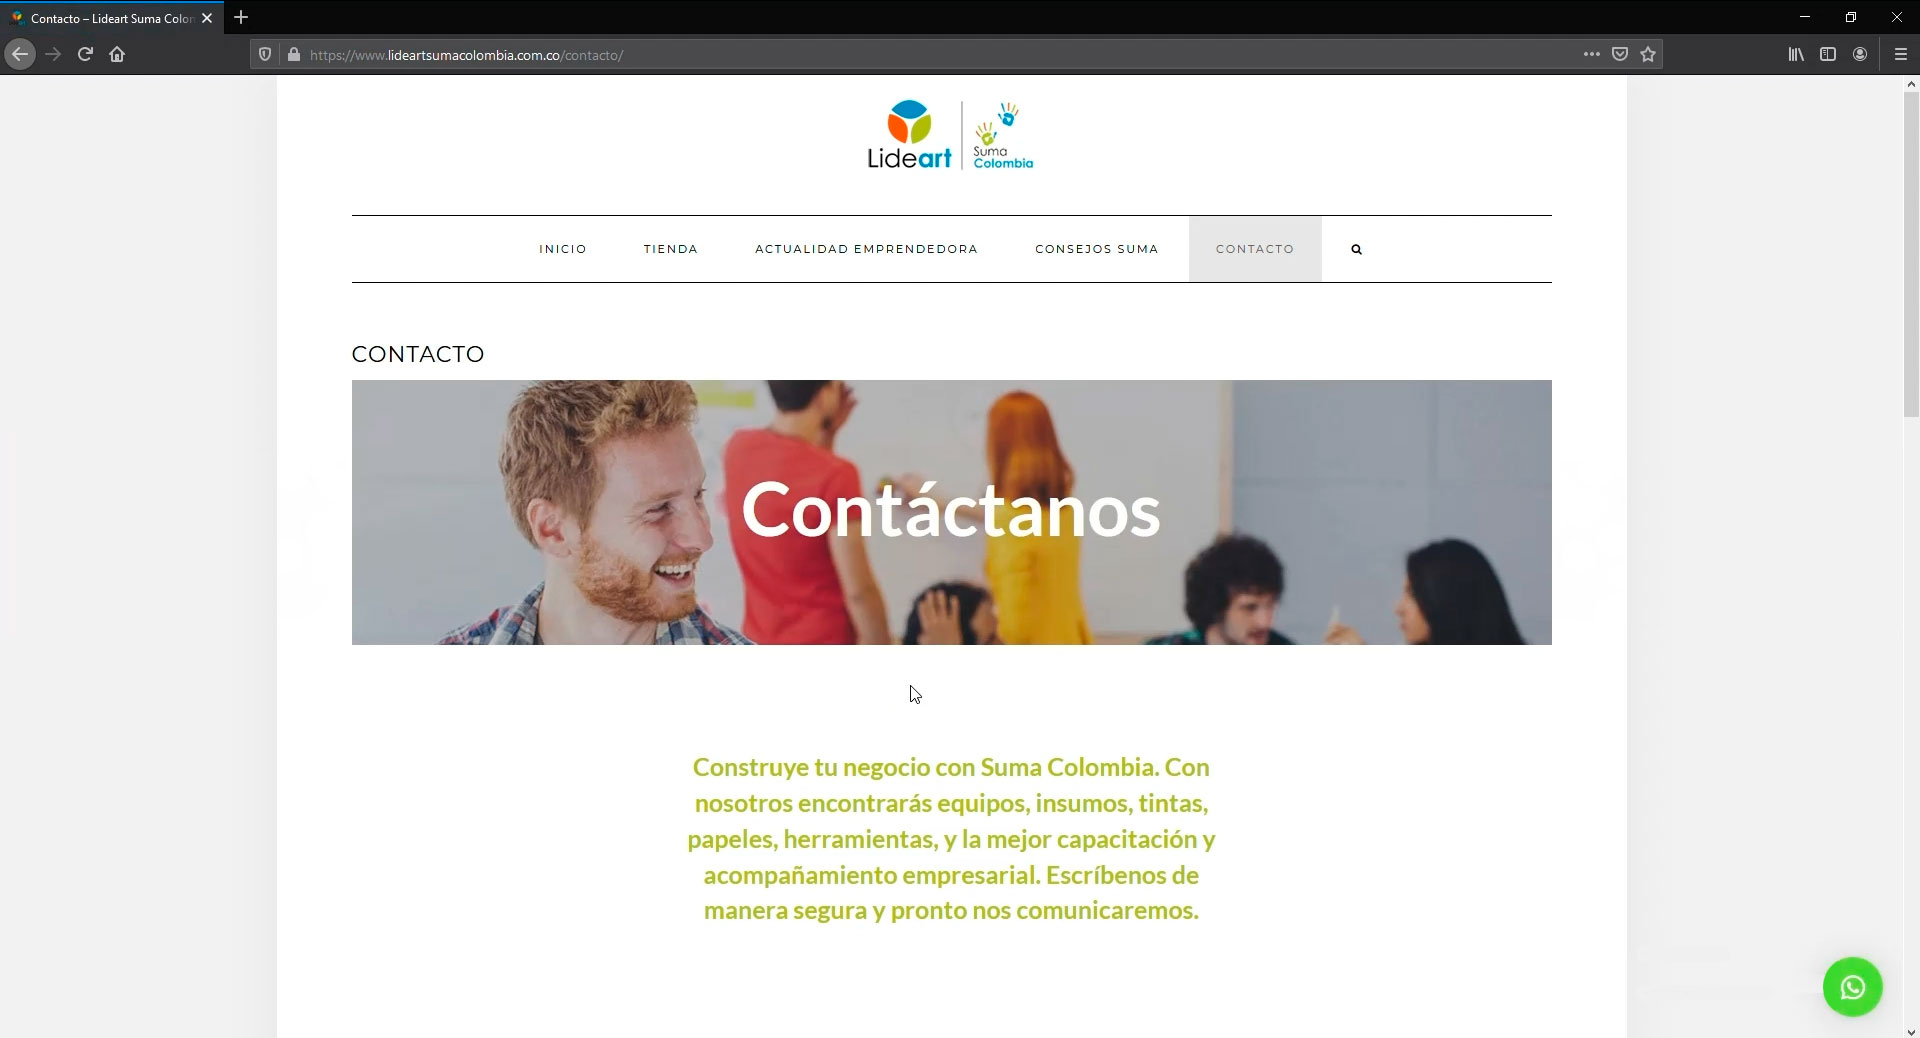 Contacto – Lideart Suma Color
https://www.lideartsumacolombia.com.co/contacto/
Lideart
Suma
Colombia
INICIO TIENDA ACTUALIDAD EMPRENDEDORA CONSEJOS SUMA CONTACTO
CONTACTO
Contáctanos
Construye tu negocio con Suma Colombia. Con
nosotros encontrarás equipos, insumos, tintas,
papeles, herramientas, y la mejor capacitación y
acompañamiento empresarial. Escríbenos de
manera segura y pronto nos comunicaremos.